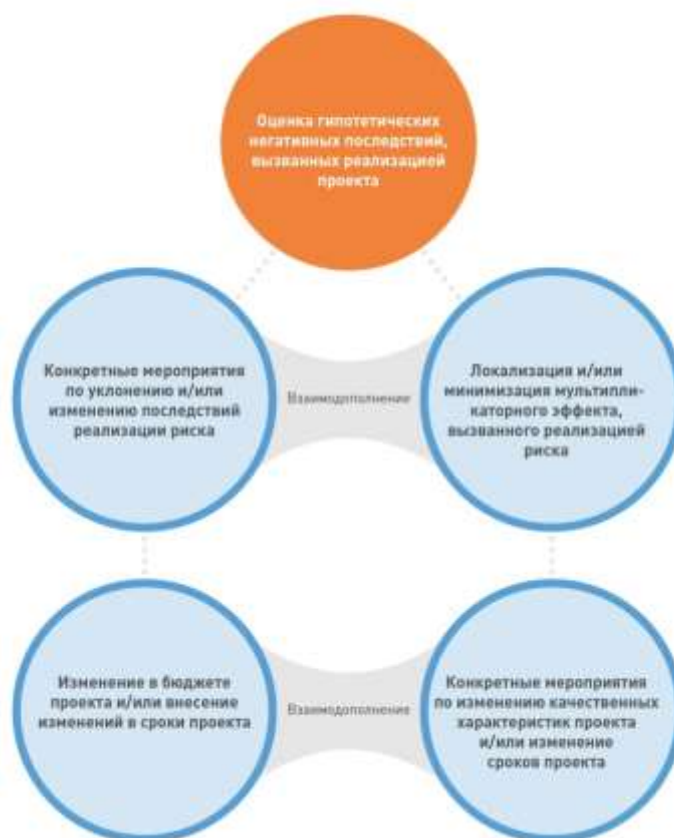 Оценка гипотетических
негативных последствий,
вызванных реализацией
проекта
Конкретные мероприятия
по уклонению и/или
изменению последствий
реализации риска
Взаимодополнение
Локализация и/или
минимизация мультипли-
каторного эффекта,
вызванного реализацией
риска
Изменение в бюджете
проекта и/или внесение
изменений в сроки проекта
Взаимодополнение
Конкретные мероприятия
по изменению качественных
характеристик проекта
и/или изменение
сроков проекта